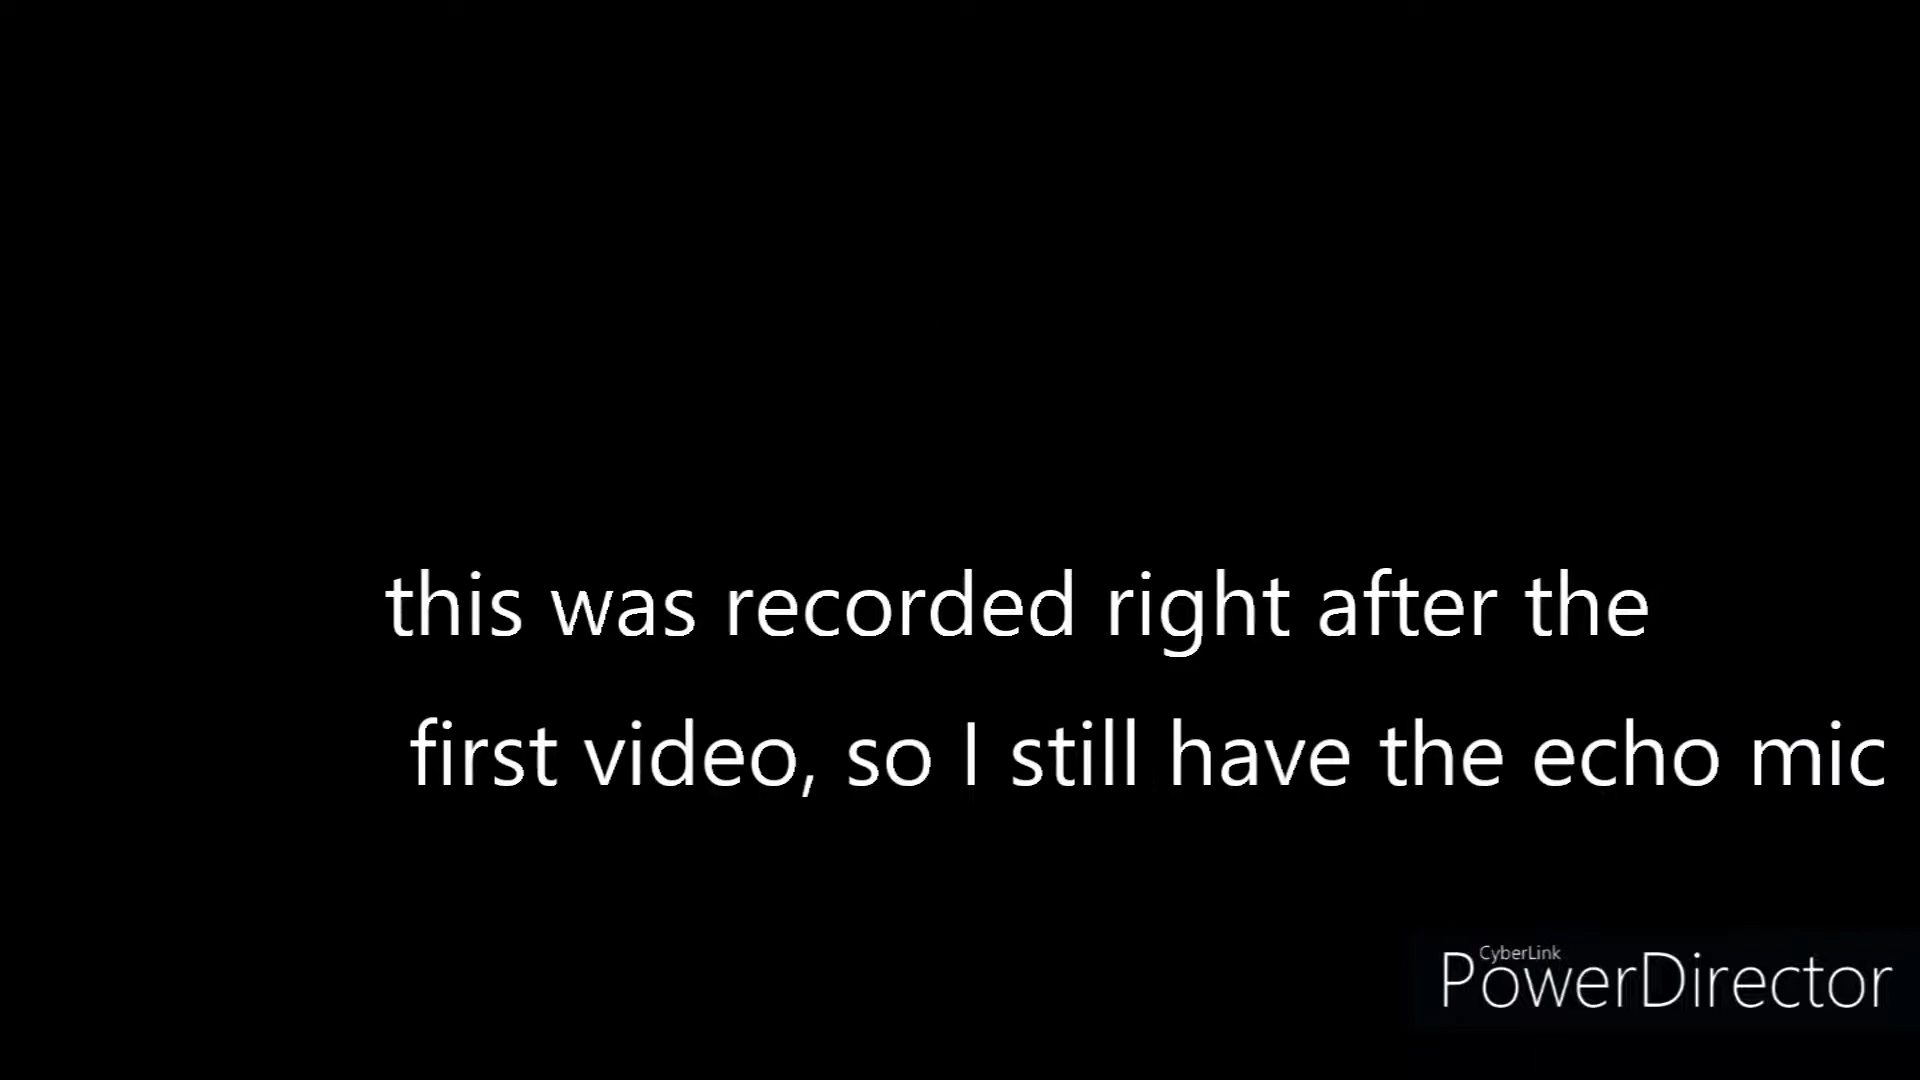 this was recorded right after the
first video, so I still have the echo mic
CyberLink
PowerDirector